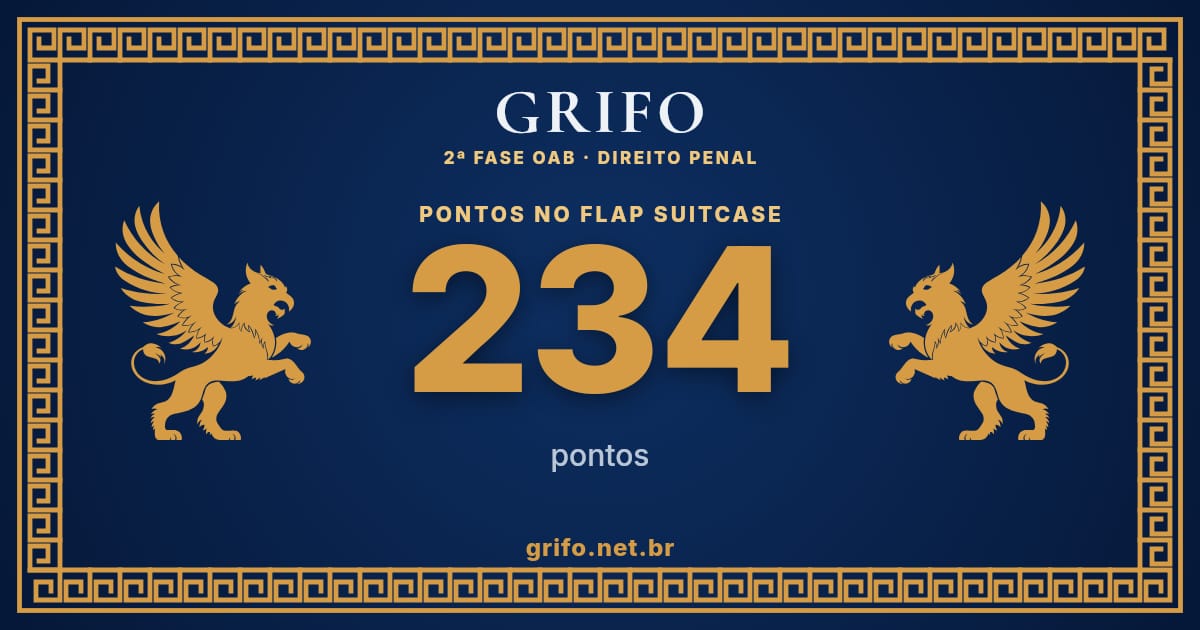 GRIFO
2ª FASE OAB · DIREITO PENAL
PONTOS NO FLAP SUITCASE
234
pontos
grifo.net.br